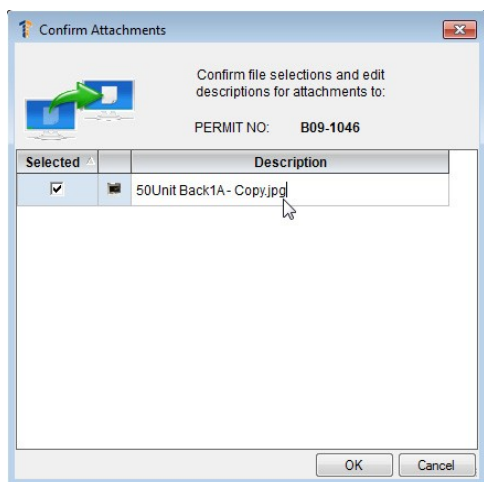 Confirm Attachments
Confirm file selections and edit
descriptions for attachments to:
PERMIT NO: B09-1046
Selected Description
50Unit Back1A - Copy.jpg
OK Cancel